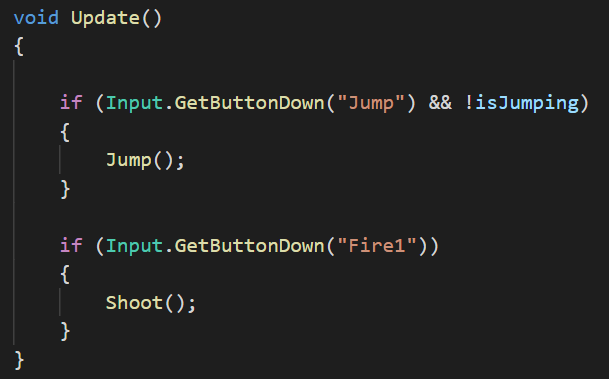 void Update()
{
if (Input.GetButtonDown("Jump") && !isJumping)
{
Jump();
}
if (Input.GetButtonDown("Fire1"))
{
Shoot();
}
}